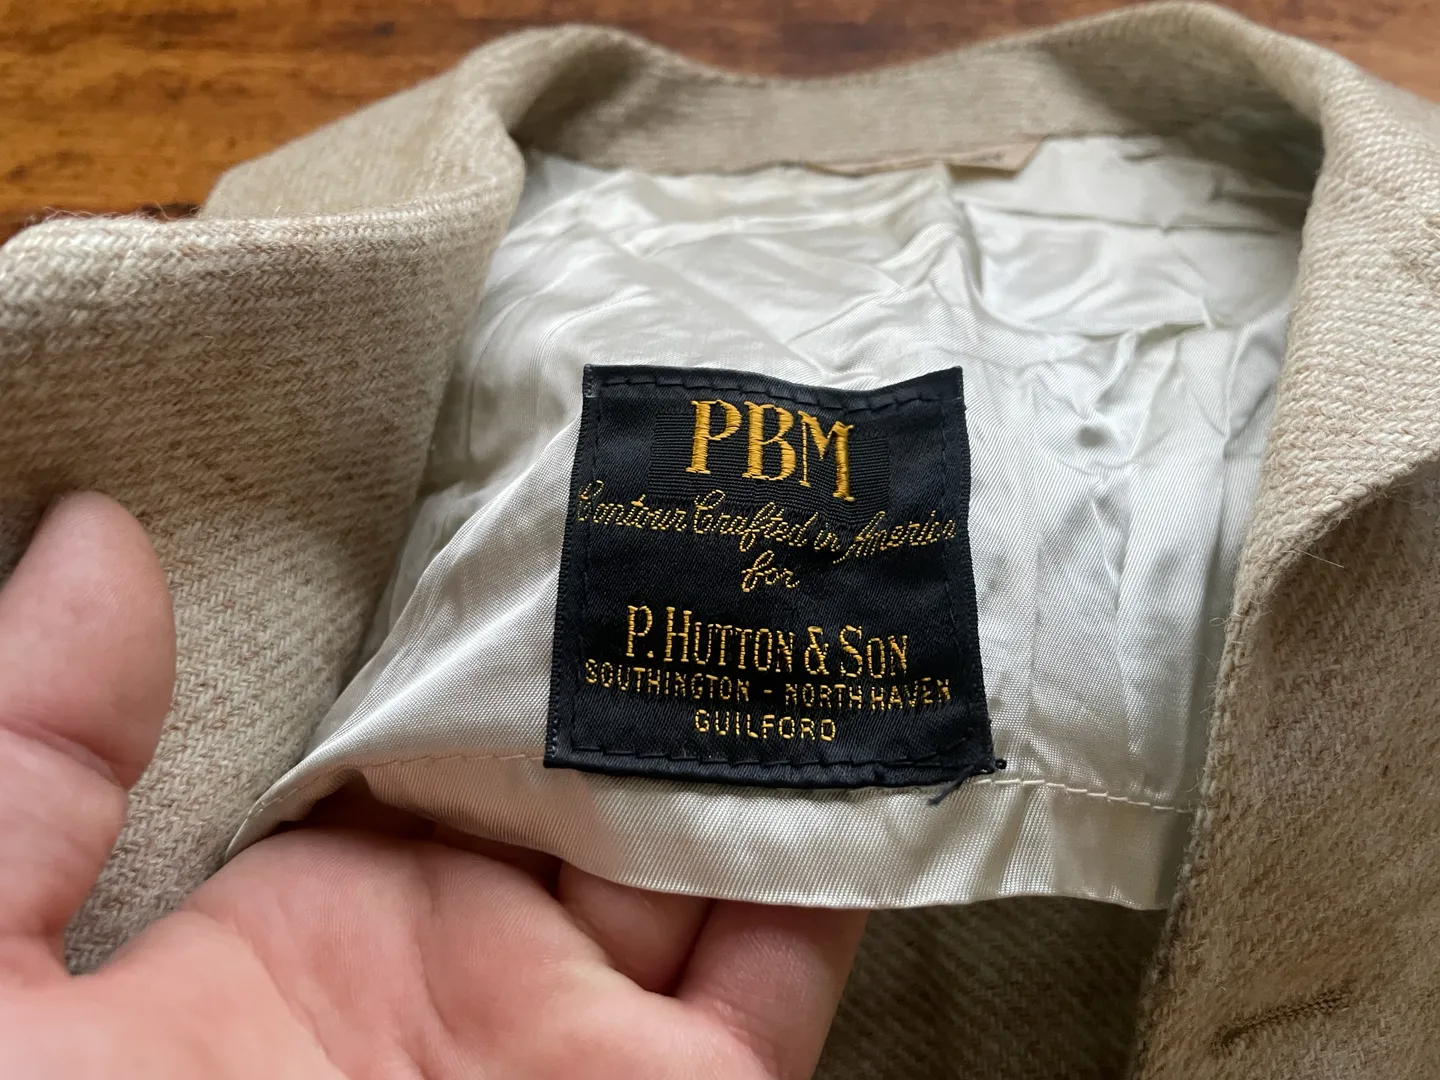 PBM
Contour Crafted in America
for
P. HUTTON & SON
SOUTHINGTON - NORTH HAVEN
GUILFORD